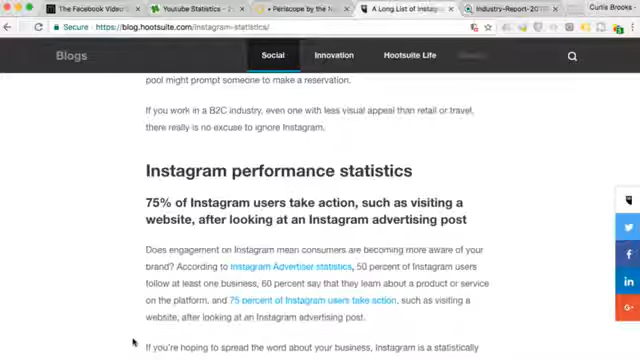 The Facebook Video
Youtube Statistics - 2
Periscope by the N
A Long List of Instag
Industry-Report-201
Curtis Brooks
Secure
https://blog.hootsuite.com/instagram-statistics/
Blogs
Social
Innovation
Hootsuite Life
pool might prompt someone to make a reservation.
If you work in a B2C industry, even one with less visual appeal than retail or travel,
there really is no excuse to ignore Instagram.
Instagram performance statistics
75% of Instagram users take action, such as visiting a
website, after looking at an Instagram advertising post
Does engagement on Instagram mean consumers are becoming more aware of your
brand? According to Instagram Advertiser statistics, 50 percent of Instagram users
follow at least one business, 60 percent say that they learn about a product or service
on the platform, and 75 percent of Instagram users take action, such as visiting a
website, after looking at an Instagram advertising post.
If you're hoping to spread the word about your business, Instagram is a statistically